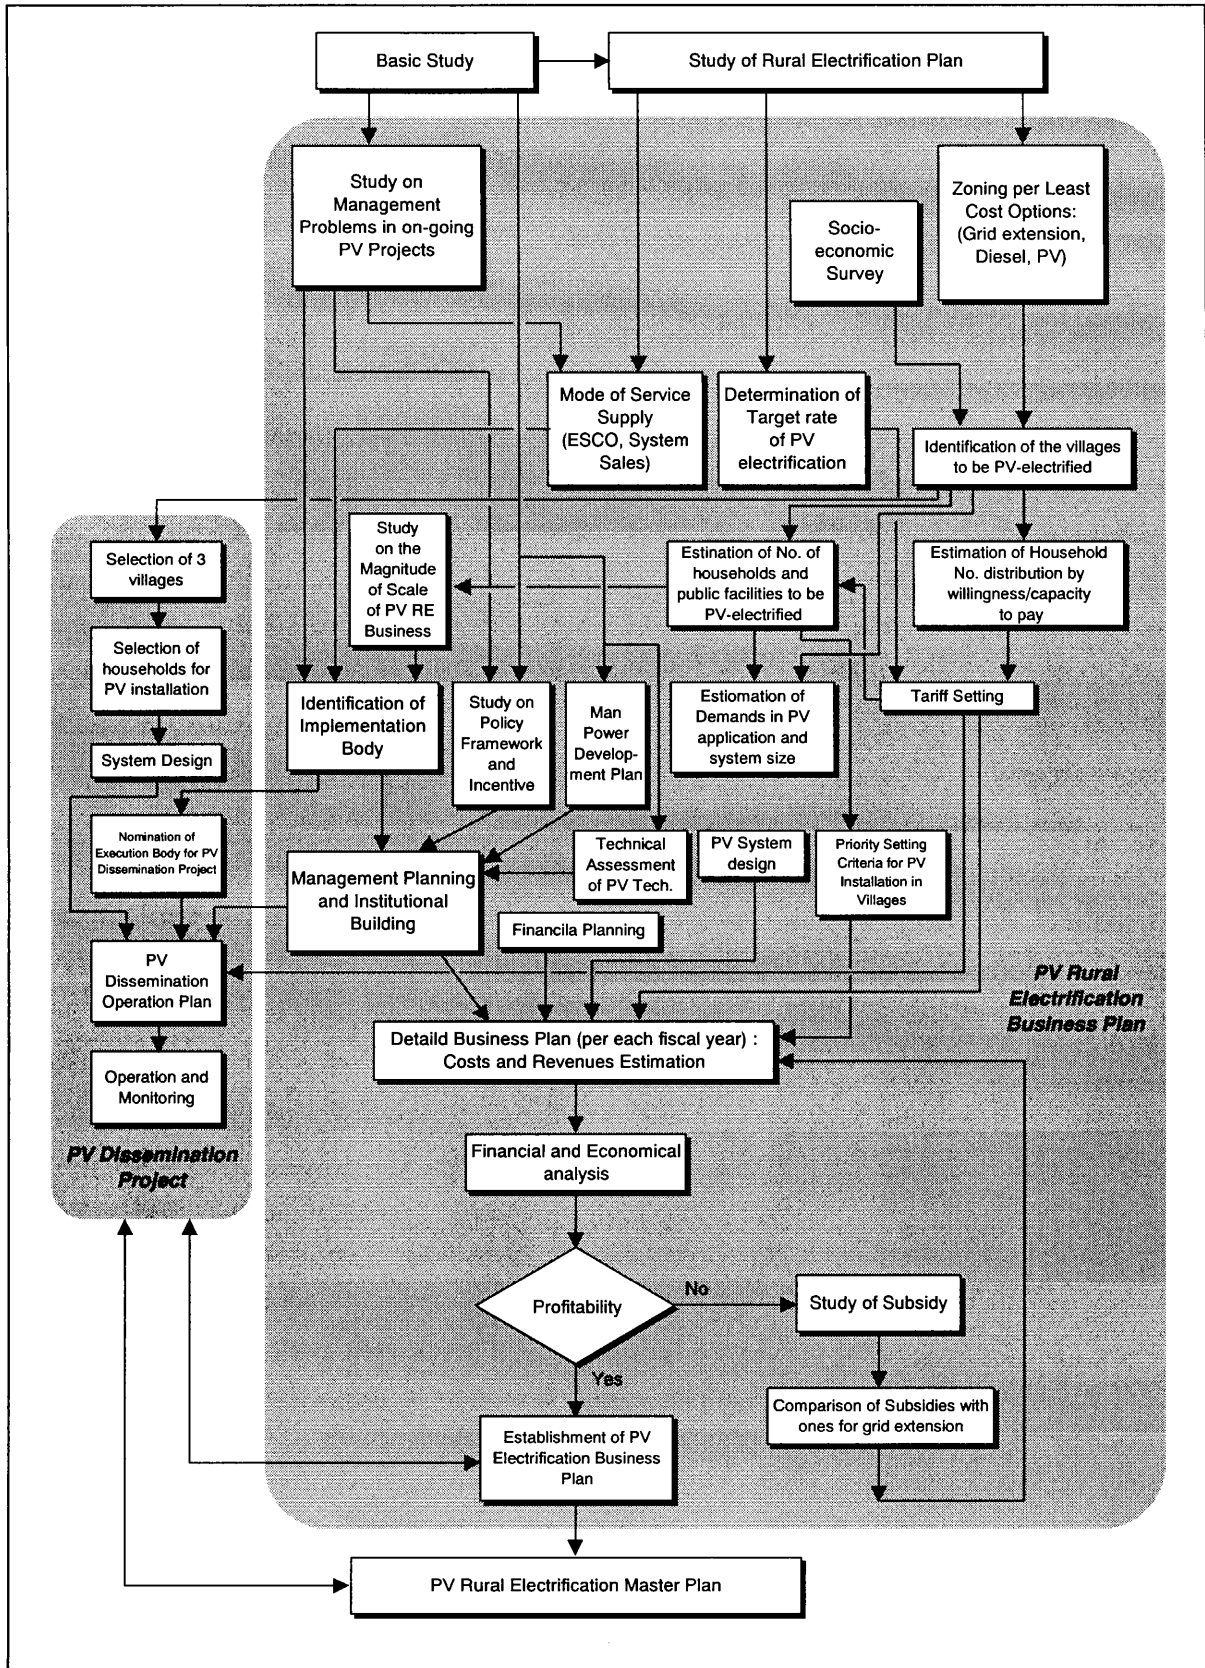 Basic Study
Study of Rural Electrification Plan
Study on
Management
Problems in on-going
PV Projects
Socio-
economic
Survey
Zoning per Least
Cost Options:
(Grid extension,
Diesel, PV)
Mode of Service
Supply
(ESCO, System
Sales)
Determination of
Target rate
of PV
electrification
Identification of the villages
to be PV-electrified
Selection of 3
villages
Study
on the
Magnitude
of Scale
of PV RE
Business
Estination of No. of
households and
public facilities to be
PV-electrified
Estimation of Household
No. distribution by
willingness/capacity
to pay
Selection of
households for
PV installation
Identification of
Implementation
Body
Study on
Policy
Framework
and
Incentive
Man
Power
Develop-
ment Plan
Estiomation of
Demands in PV
application and
system size
Tariff Setting
System Design
Nomination of
Execution Body for PV
Dissemination Project
Management Planning
and Institutional
Building
Technical
Assessment
of PV Tech.
PV System
design
Priority Setting
Criteria for PV
Installation in
Villages
Financila Planning
PV
Dissemination
Operation Plan
PV Rural
Electrification
Business Plan
Detaild Business Plan (per each fiscal year) :
Costs and Revenues Estimation
Operation and
Monitoring
PV Dissemination
Project
Financial and Economical
analysis
Profitability
No
Study of Subsidy
Yes
Comparison of Subsidies with
ones for grid extension
Establishment of PV
Electrification Business
Plan
PV Rural Electrification Master Plan